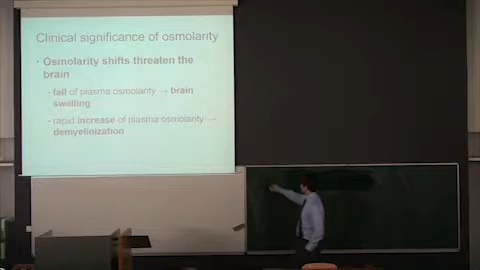 Clinical significance of osmolarity
• Osmolarity shifts threaten the
brain
- fall of plasma osmolarity → brain
swelling
- rapid increase of plasma osmolarity →
demyelinization